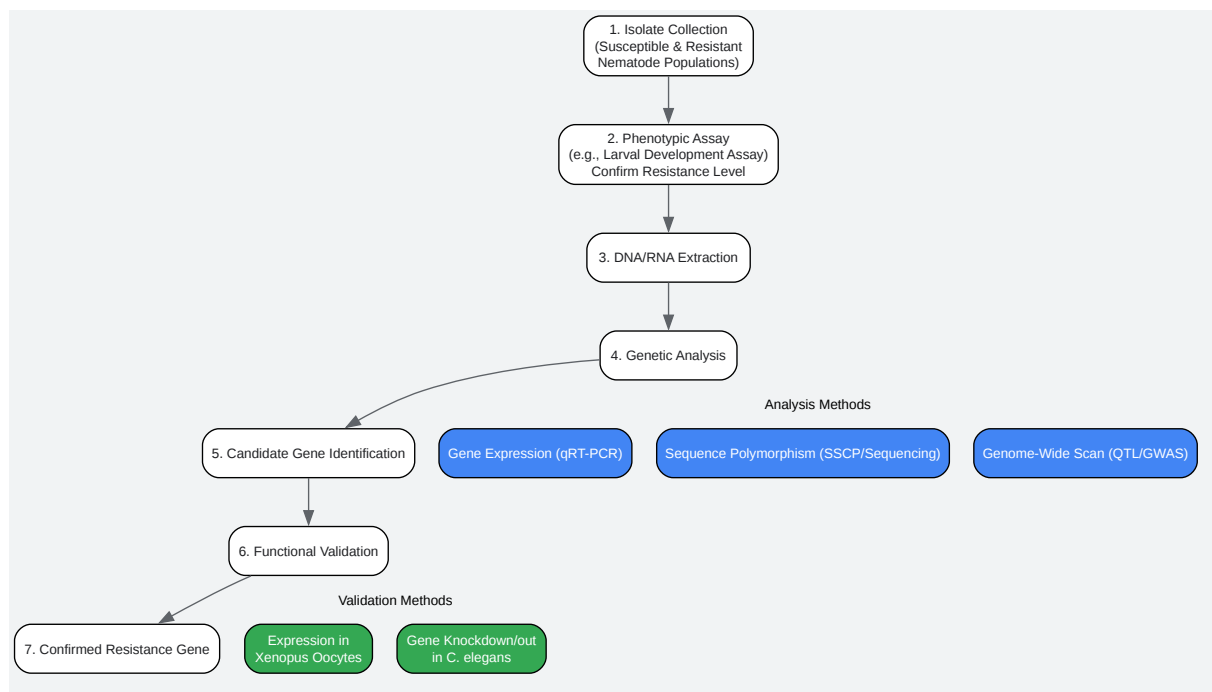 1. Isolate Collection
(Susceptible & Resistant
Nematode Populations)
2. Phenotypic Assay
(e.g., Larval Development Assay)
Confirm Resistance Level
3. DNA/RNA Extraction
4. Genetic Analysis
Analysis Methods
5. Candidate Gene Identification
Gene Expression (qRT-PCR)
Sequence Polymorphism (SSCP/Sequencing)
Genome-Wide Scan (QTL/GWAS)
6. Functional Validation
Validation Methods
7. Confirmed Resistance Gene
Expression in
Xenopus Oocytes
Gene Knockdown/out
in C. elegans